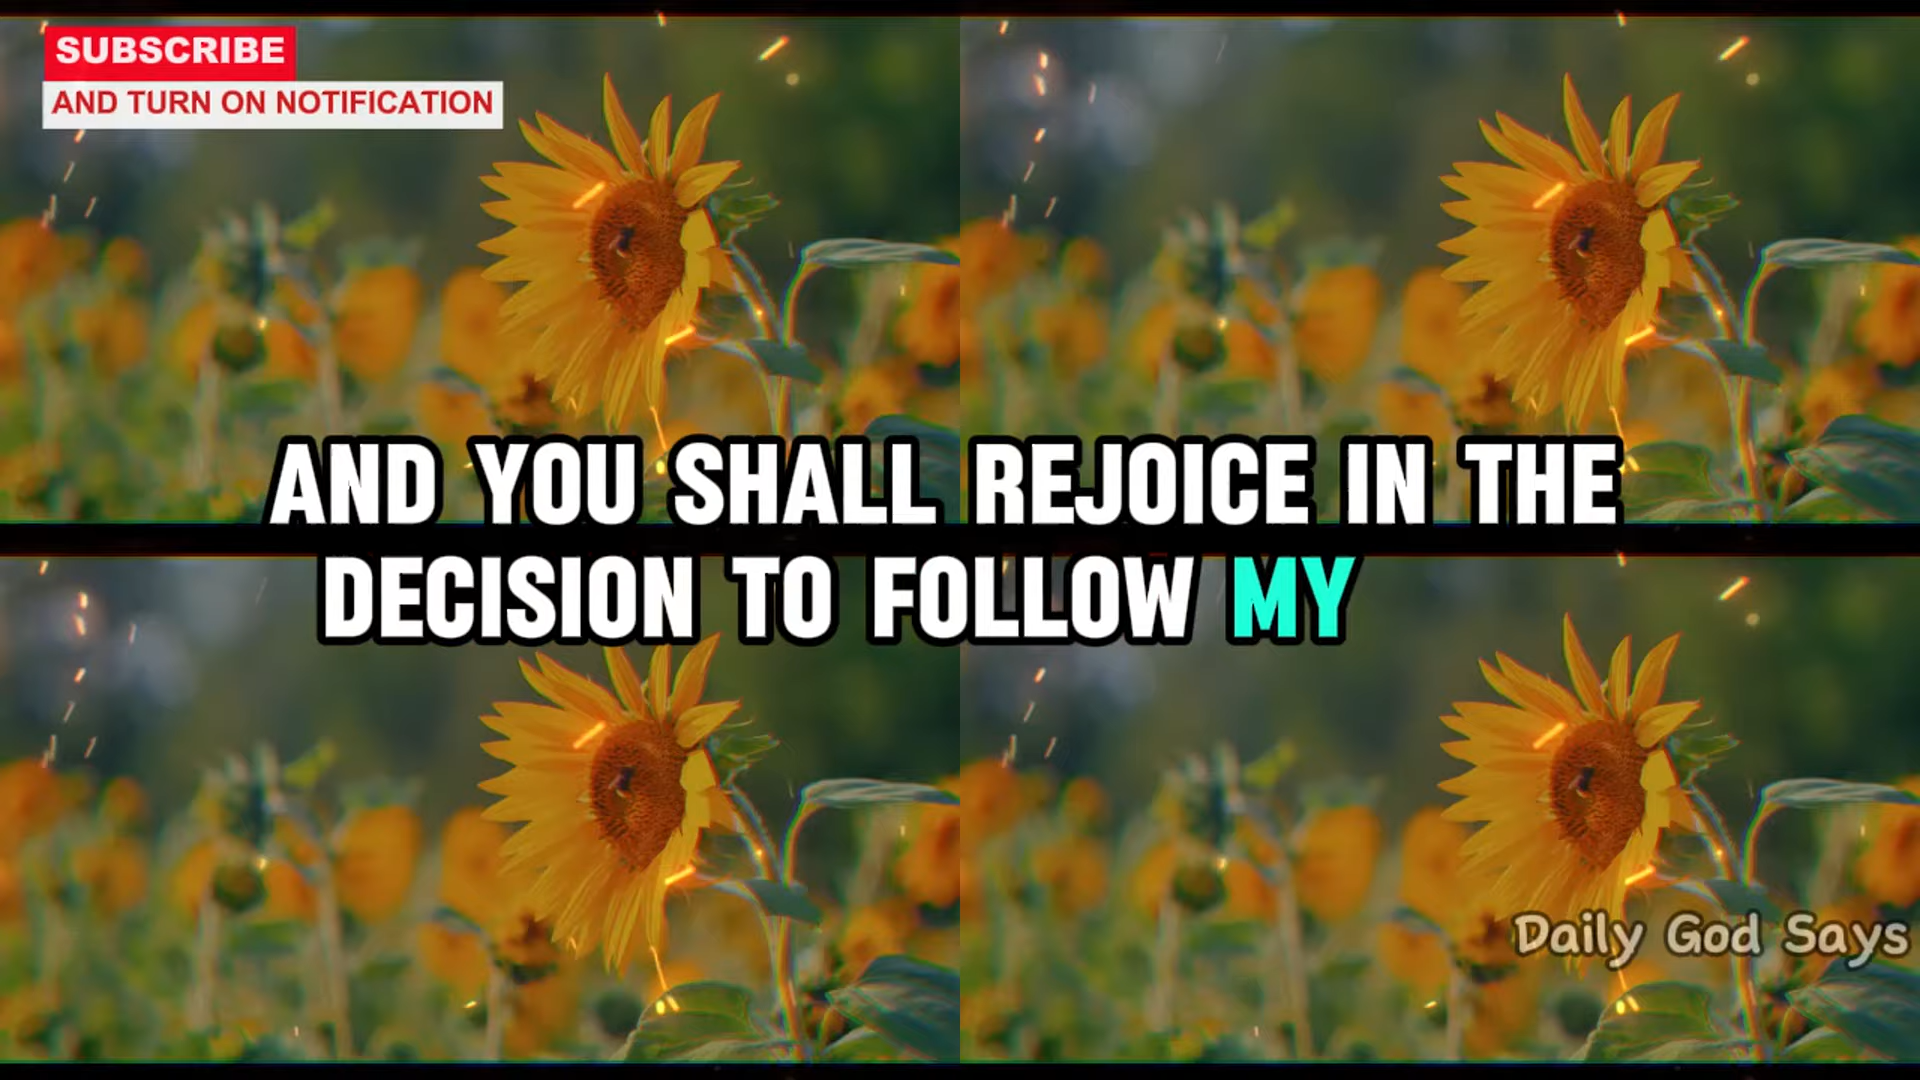 SUBSCRIBE
AND TURN ON NOTIFICATION
AND YOU SHALL REJOICE IN THE
DECISION TO FOLLOW MY
Daily God Says